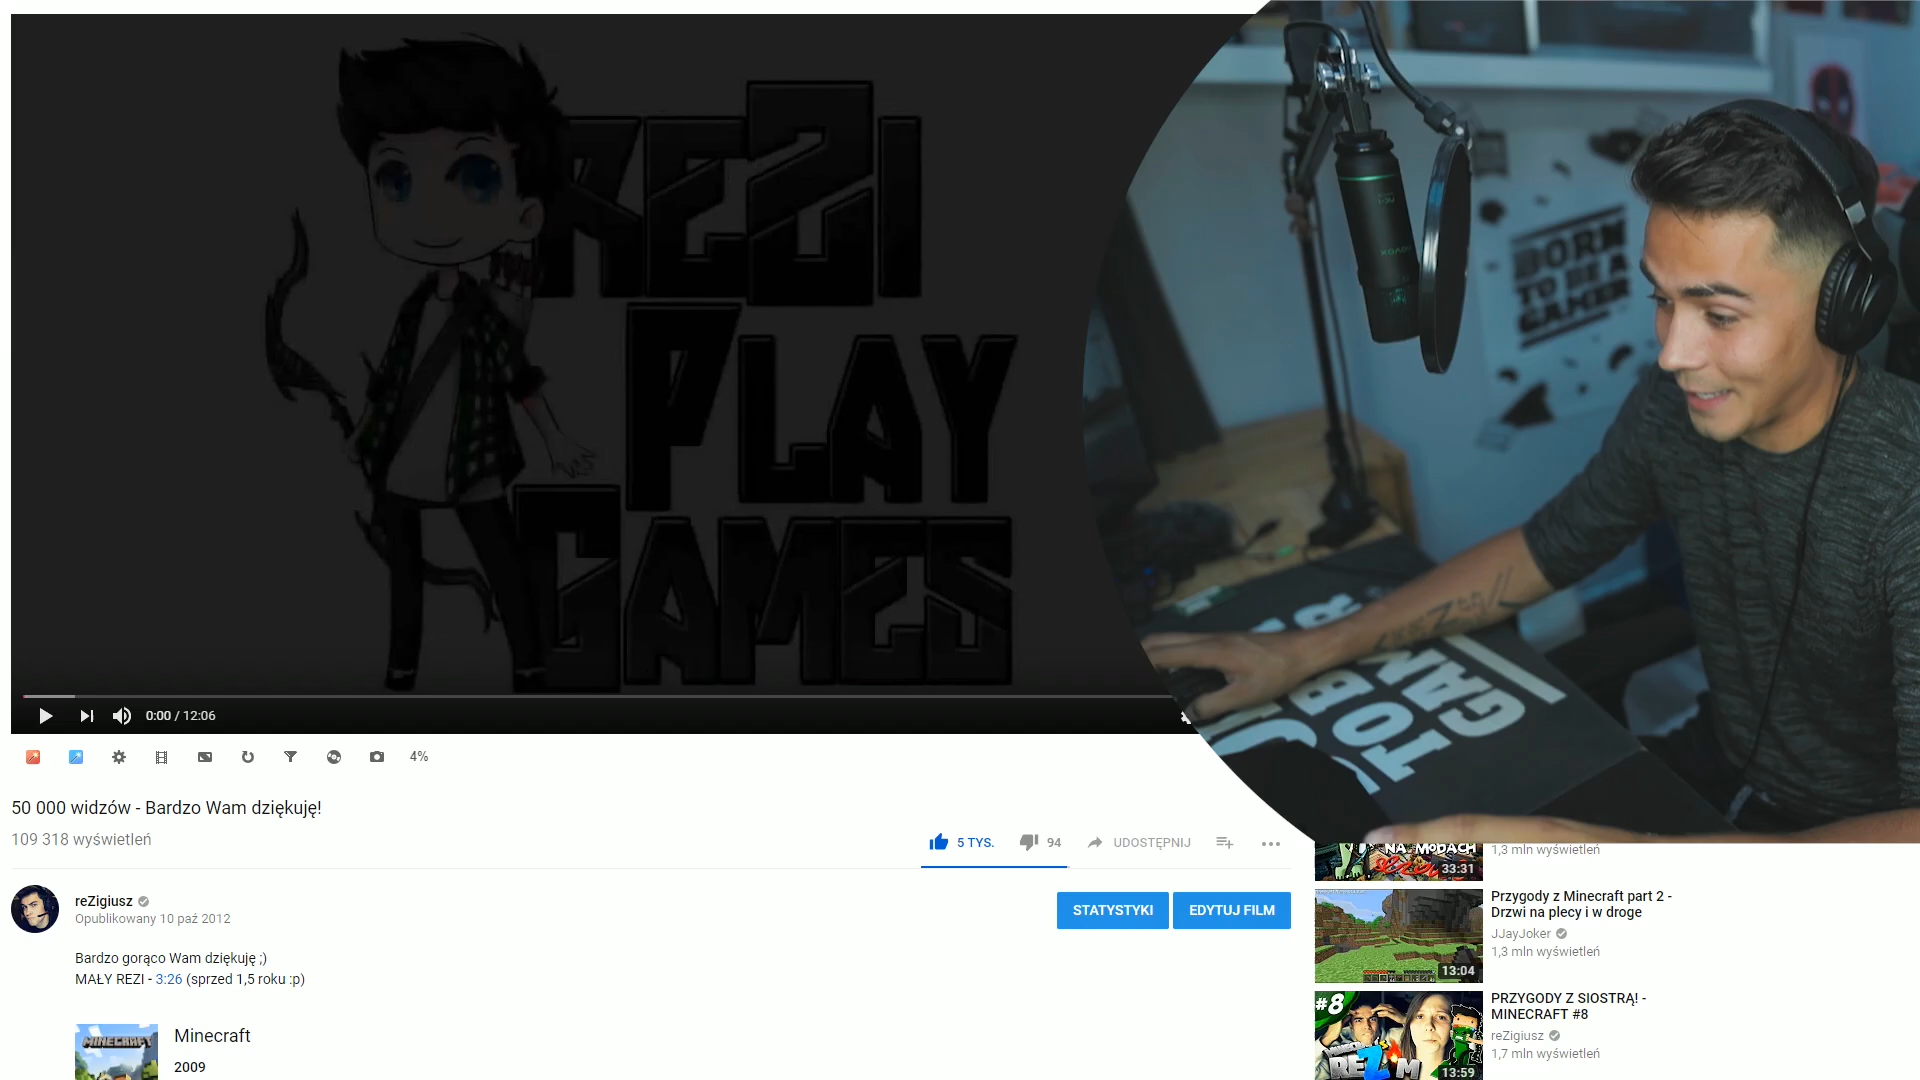 REZI
PLAY
GAMES
BORN
TO BE A
GAMER
0:00 / 12:06
4%
50 000 widzów - Bardzo Wam dziękuję!
109 318 wyświetleń
5 TYS.
94
UDOSTĘPNIJ
reZigiusz
Opublikowany 10 paź 2012
STATYSTYKI
EDYTUJ FILM
Bardzo gorąco Wam dziękuję ;)
MAŁY REZI - 3:26 (sprzed 1,5 roku :p)
MINECRAFT
Minecraft
2009
NA MODACH
33:31
1,3 mln wyświetleń
13:04
Przygody z Minecraft part 2 -
Drzwi na plecy i w droge
JJayJoker
1,3 mln wyświetleń
#8
13:59
PRZYGODY Z SIOSTRĄ! -
MINECRAFT #8
reZigiusz
1,7 mln wyświetleń